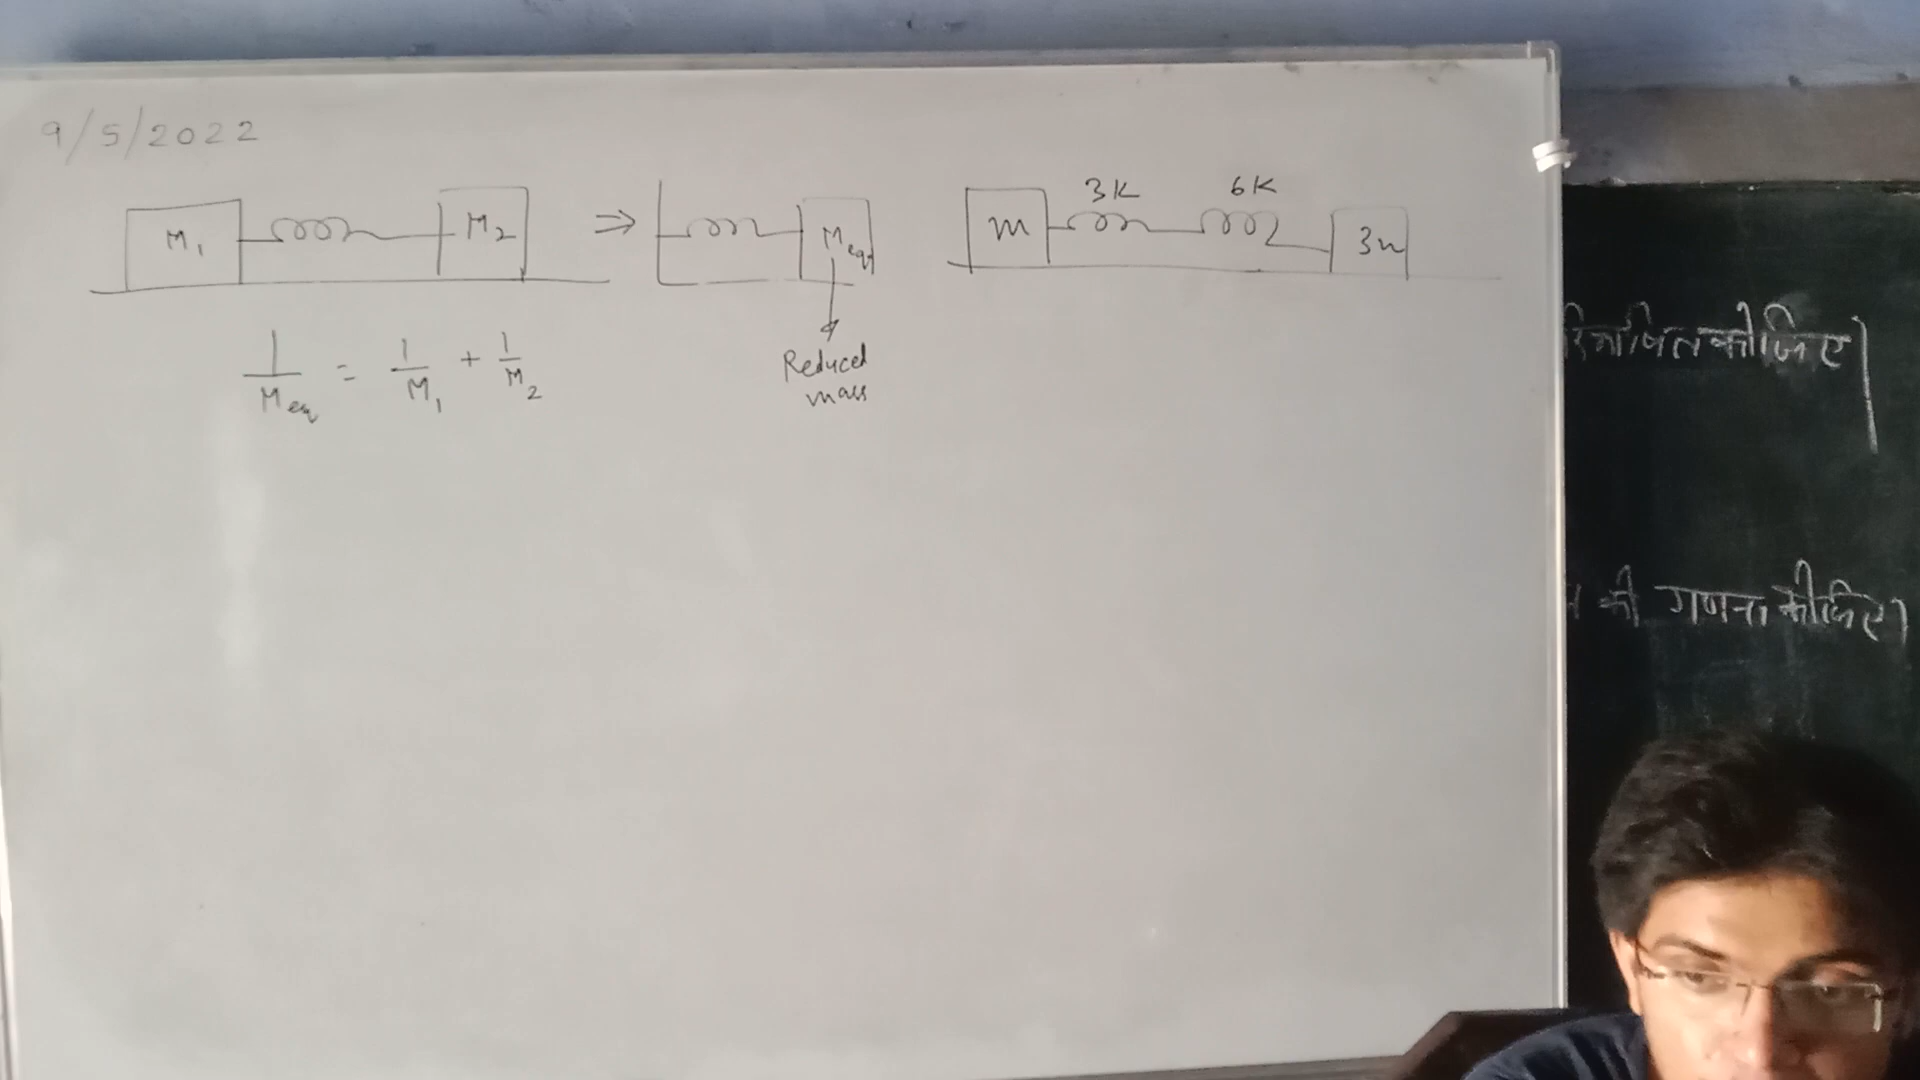 9/5/2022
M1 M2 ⇒ Meq
3K 6K
m 3m
1/Meq = 1/M1 + 1/M2
Reduced
mass
कीजिए।
की गणना कीजिए।